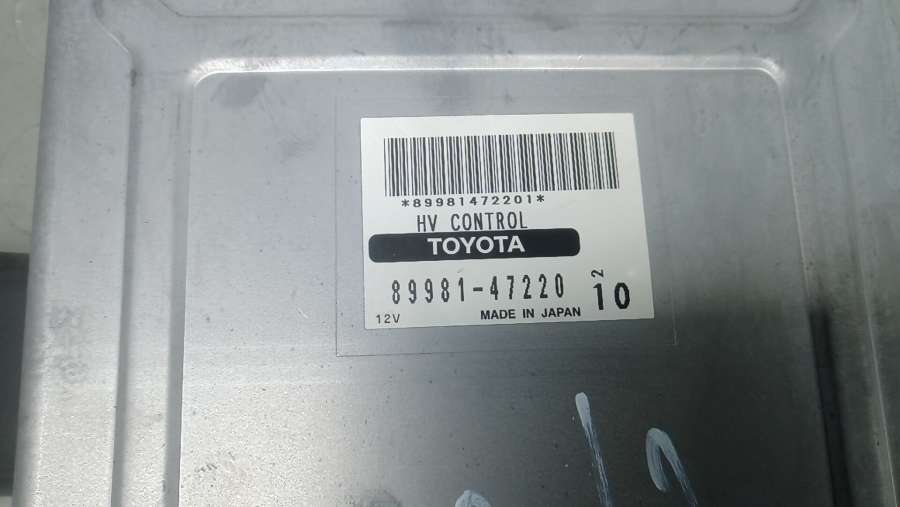 *89981472201*
HV CONTROL
TOYOTA
89981-47220 2 10
12V MADE IN JAPAN